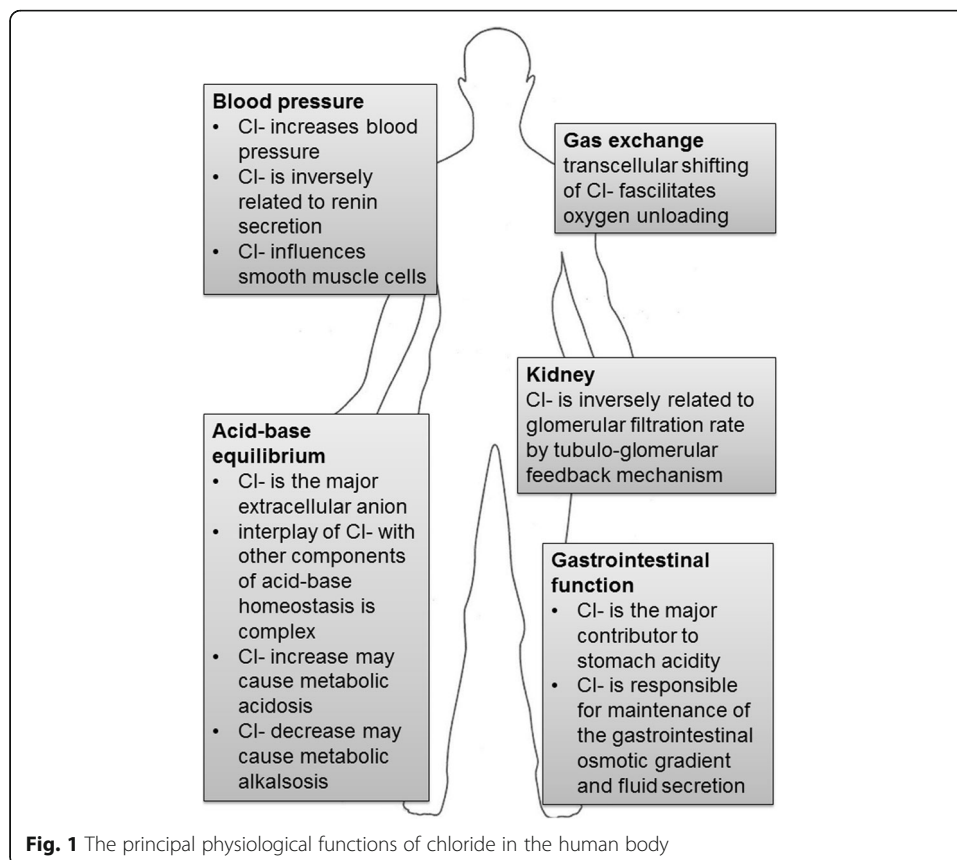 Blood pressure
• Cl- increases blood
pressure
• Cl- is inversely
related to renin
secretion
• Cl- influences
smooth muscle cells
Gas exchange
transcellular shifting
of Cl- fascilitates
oxygen unloading
Kidney
Cl- is inversely related to
glomerular filtration rate
by tubulo-glomerular
feedback mechanism
Acid-base
equilibrium
• Cl- is the major
extracellular anion
• interplay of Cl- with
other components
of acid-base
homeostasis is
complex
• Cl- increase may
cause metabolic
acidosis
• Cl- decrease may
cause metabolic
alkalsosis
Gastrointestinal
function
• Cl- is the major
contributor to
stomach acidity
• Cl- is responsible
for maintenance of
the gastrointestinal
osmotic gradient
and fluid secretion
Fig. 1 The principal physiological functions of chloride in the human body